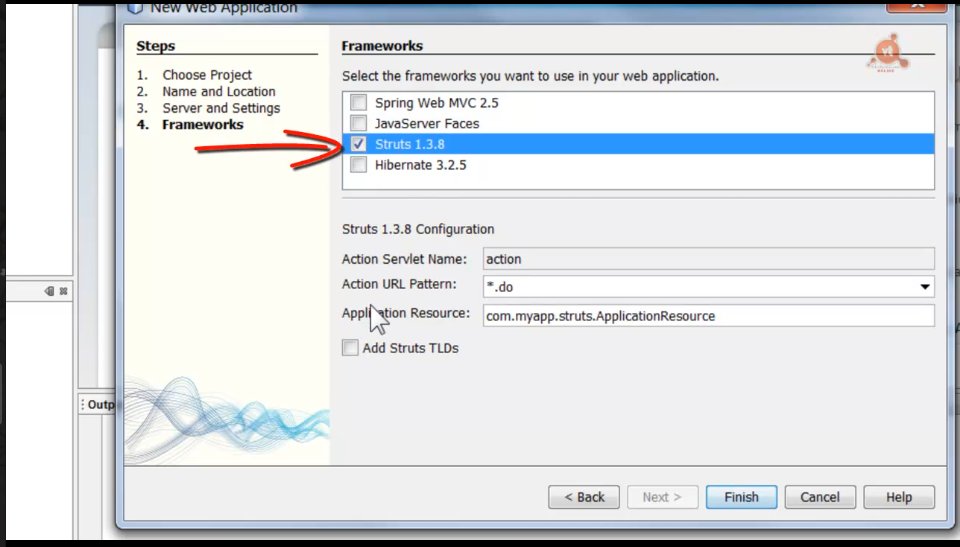 New Web Application
Steps
1. Choose Project
2. Name and Location
3. Server and Settings
4. Frameworks
Frameworks
Select the frameworks you want to use in your web application.
Spring Web MVC 2.5
JavaServer Faces
Struts 1.3.8
Hibernate 3.2.5
Struts 1.3.8 Configuration
Action Servlet Name: action
Action URL Pattern: *.do
Application Resource: com.myapp.struts.ApplicationResource
Add Struts TLDs
Outp
< Back Next > Finish Cancel Help